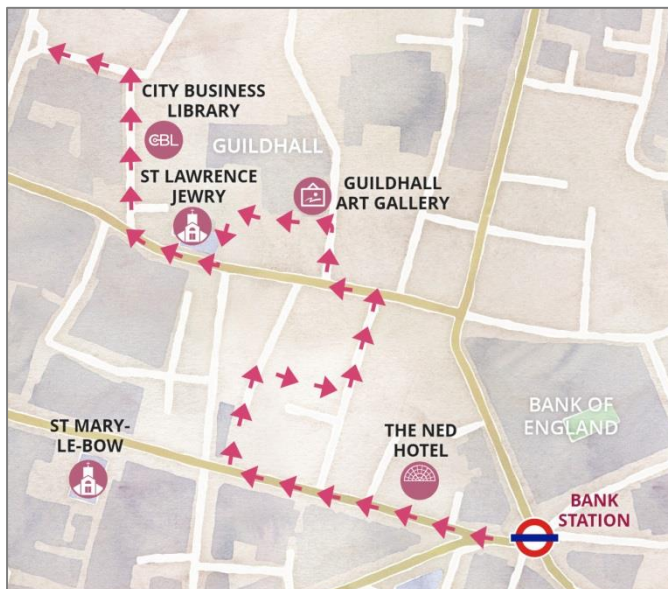 CITY BUSINESS
LIBRARY
CBL
GUILDHALL
ST LAWRENCE
JEWRY
GUILDHALL
ART GALLERY
BANK OF
ENGLAND
ST MARY-
LE-BOW
THE NED
HOTEL
BANK
STATION